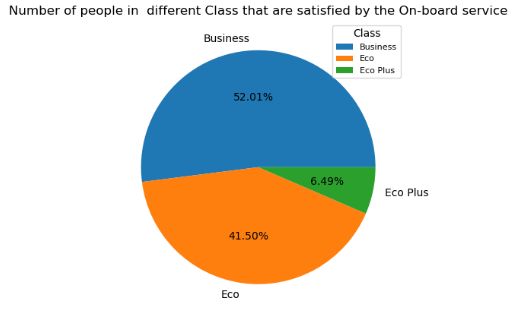 Number of people in  different Class that are satisfied by the On-board service
Class
Business
Eco
Eco Plus
Business
52.01%
6.49%
Eco Plus
41.50%
Eco